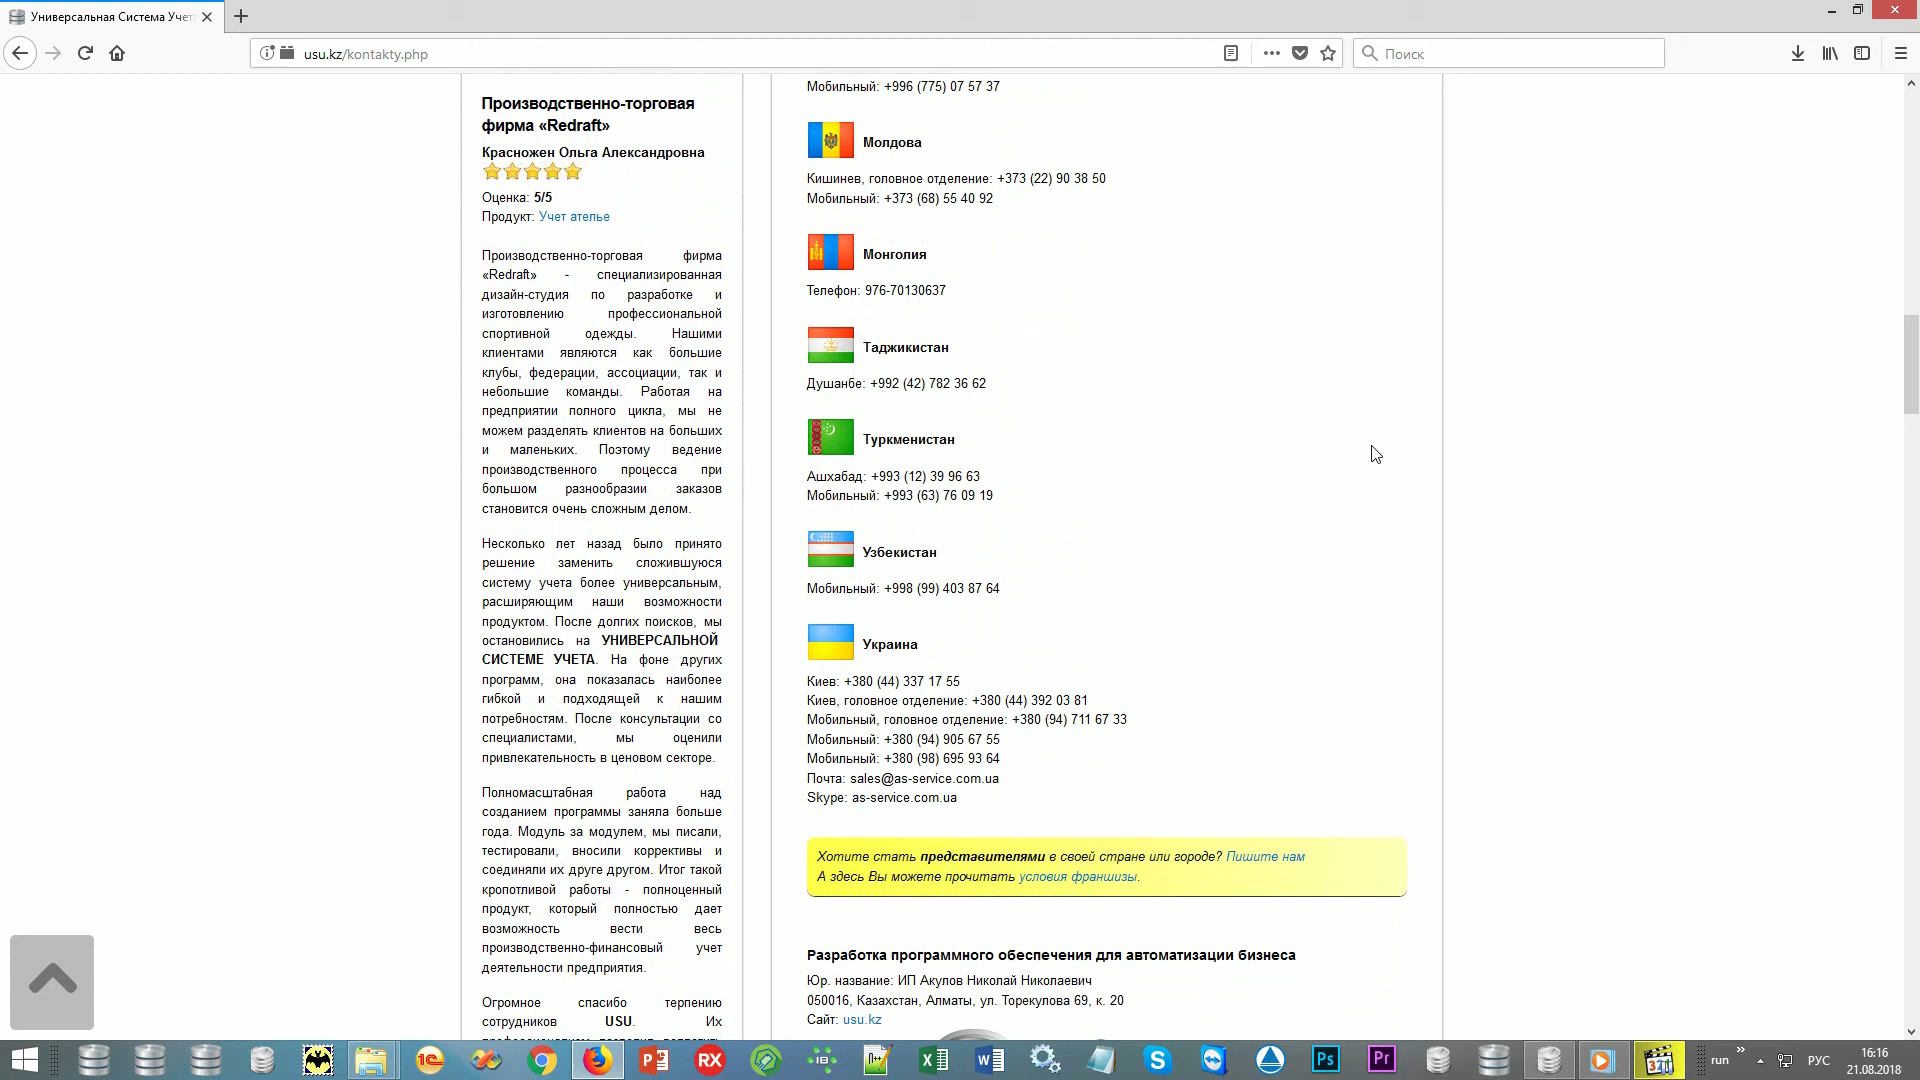 Универсальная Система Учет
usu.kz/kontakty.php
Поиск
Производственно-торговая
фирма «Redraft»
Красножен Ольга Александровна
Оценка: 5/5
Продукт: Учет ателье
Производственно-торговая фирма
«Redraft» - специализированная
дизайн-студия по разработке и
изготовлению профессиональной
спортивной одежды. Нашими
клиентами являются как большие
клубы, федерации, ассоциации, так и
небольшие команды. Работая на
предприятии полного цикла, мы не
можем разделять клиентов на больших
и маленьких. Поэтому ведение
производственного процесса при
большом разнообразии заказов
становится очень сложным делом.
Несколько лет назад было принято
решение заменить сложившуюся
систему учета более универсальным,
расширяющим наши возможности
продуктом. После долгих поисков, мы
остановились на УНИВЕРСАЛЬНОЙ
СИСТЕМЕ УЧЕТА. На фоне других
программ, она показалась наиболее
гибкой и подходящей к нашим
потребностям. После консультации со
специалистами, мы оценили
привлекательность в ценовом секторе.
Полномасштабная работа над
созданием программы заняла больше
года. Модуль за модулем, мы писали,
тестировали, вносили коррективы и
соединяли их друге другом. Итог такой
кропотливой работы - полноценный
продукт, который полностью дает
возможность вести весь
производственно-финансовый учет
деятельности предприятия.
Огромное спасибо терпению
сотрудников USU. Их
Мобильный: +996 (775) 07 57 37
Молдова
Кишинев, головное отделение: +373 (22) 90 38 50
Мобильный: +373 (68) 55 40 92
Монголия
Телефон: 976-70130637
Таджикистан
Душанбе: +992 (42) 782 36 62
Туркменистан
Ашхабад: +993 (12) 39 96 63
Мобильный: +993 (63) 76 09 19
Узбекистан
Мобильный: +998 (99) 403 87 64
Украина
Киев: +380 (44) 337 17 55
Киев, головное отделение: +380 (44) 392 03 81
Мобильный, головное отделение: +380 (94) 711 67 33
Мобильный: +380 (94) 905 67 55
Мобильный: +380 (98) 695 93 64
Почта: sales@as-service.com.ua
Skype: as-service.com.ua
Хотите стать представителями в своей стране или городе? Пишите нам
А здесь Вы можете прочитать условия франшизы.
Разработка программного обеспечения для автоматизации бизнеса
Юр. название: ИП Акулов Николай Николаевич
050016, Казахстан, Алматы, ул. Торекулова 69, к. 20
Сайт: usu.kz
run
РУС
16:16
21.08.2018